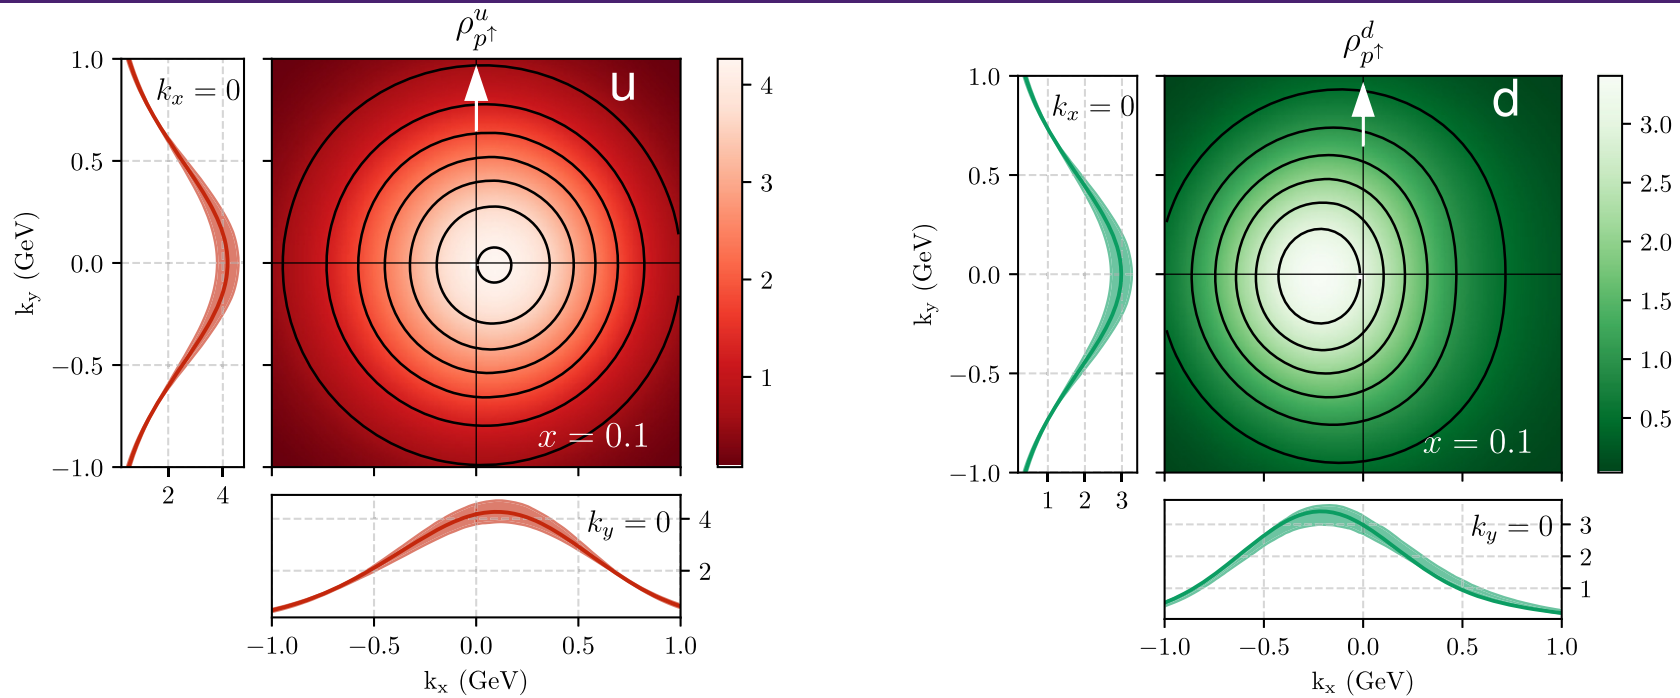 ρᵘₚ↑
1.0
0.5
0.0
−0.5
−1.0
k_y (GeV)
k_x = 0
2 4
u
x = 0.1
4
3
2
1
k_y = 0
4
2
−1.0 −0.5 0.0 0.5 1.0
k_x (GeV)
ρᵈₚ↑
1.0
0.5
0.0
−0.5
−1.0
k_y (GeV)
k_x = 0
1 2 3
d
x = 0.1
3.0
2.5
2.0
1.5
1.0
0.5
k_y = 0
3
2
1
−1.0 −0.5 0.0 0.5 1.0
k_x (GeV)